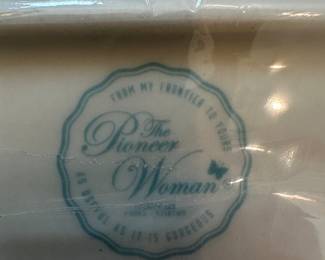 FROM MY FRONTIER TO YOURS
The
Pioneer
Woman
AS USEFUL AS IT IS GORGEOUS